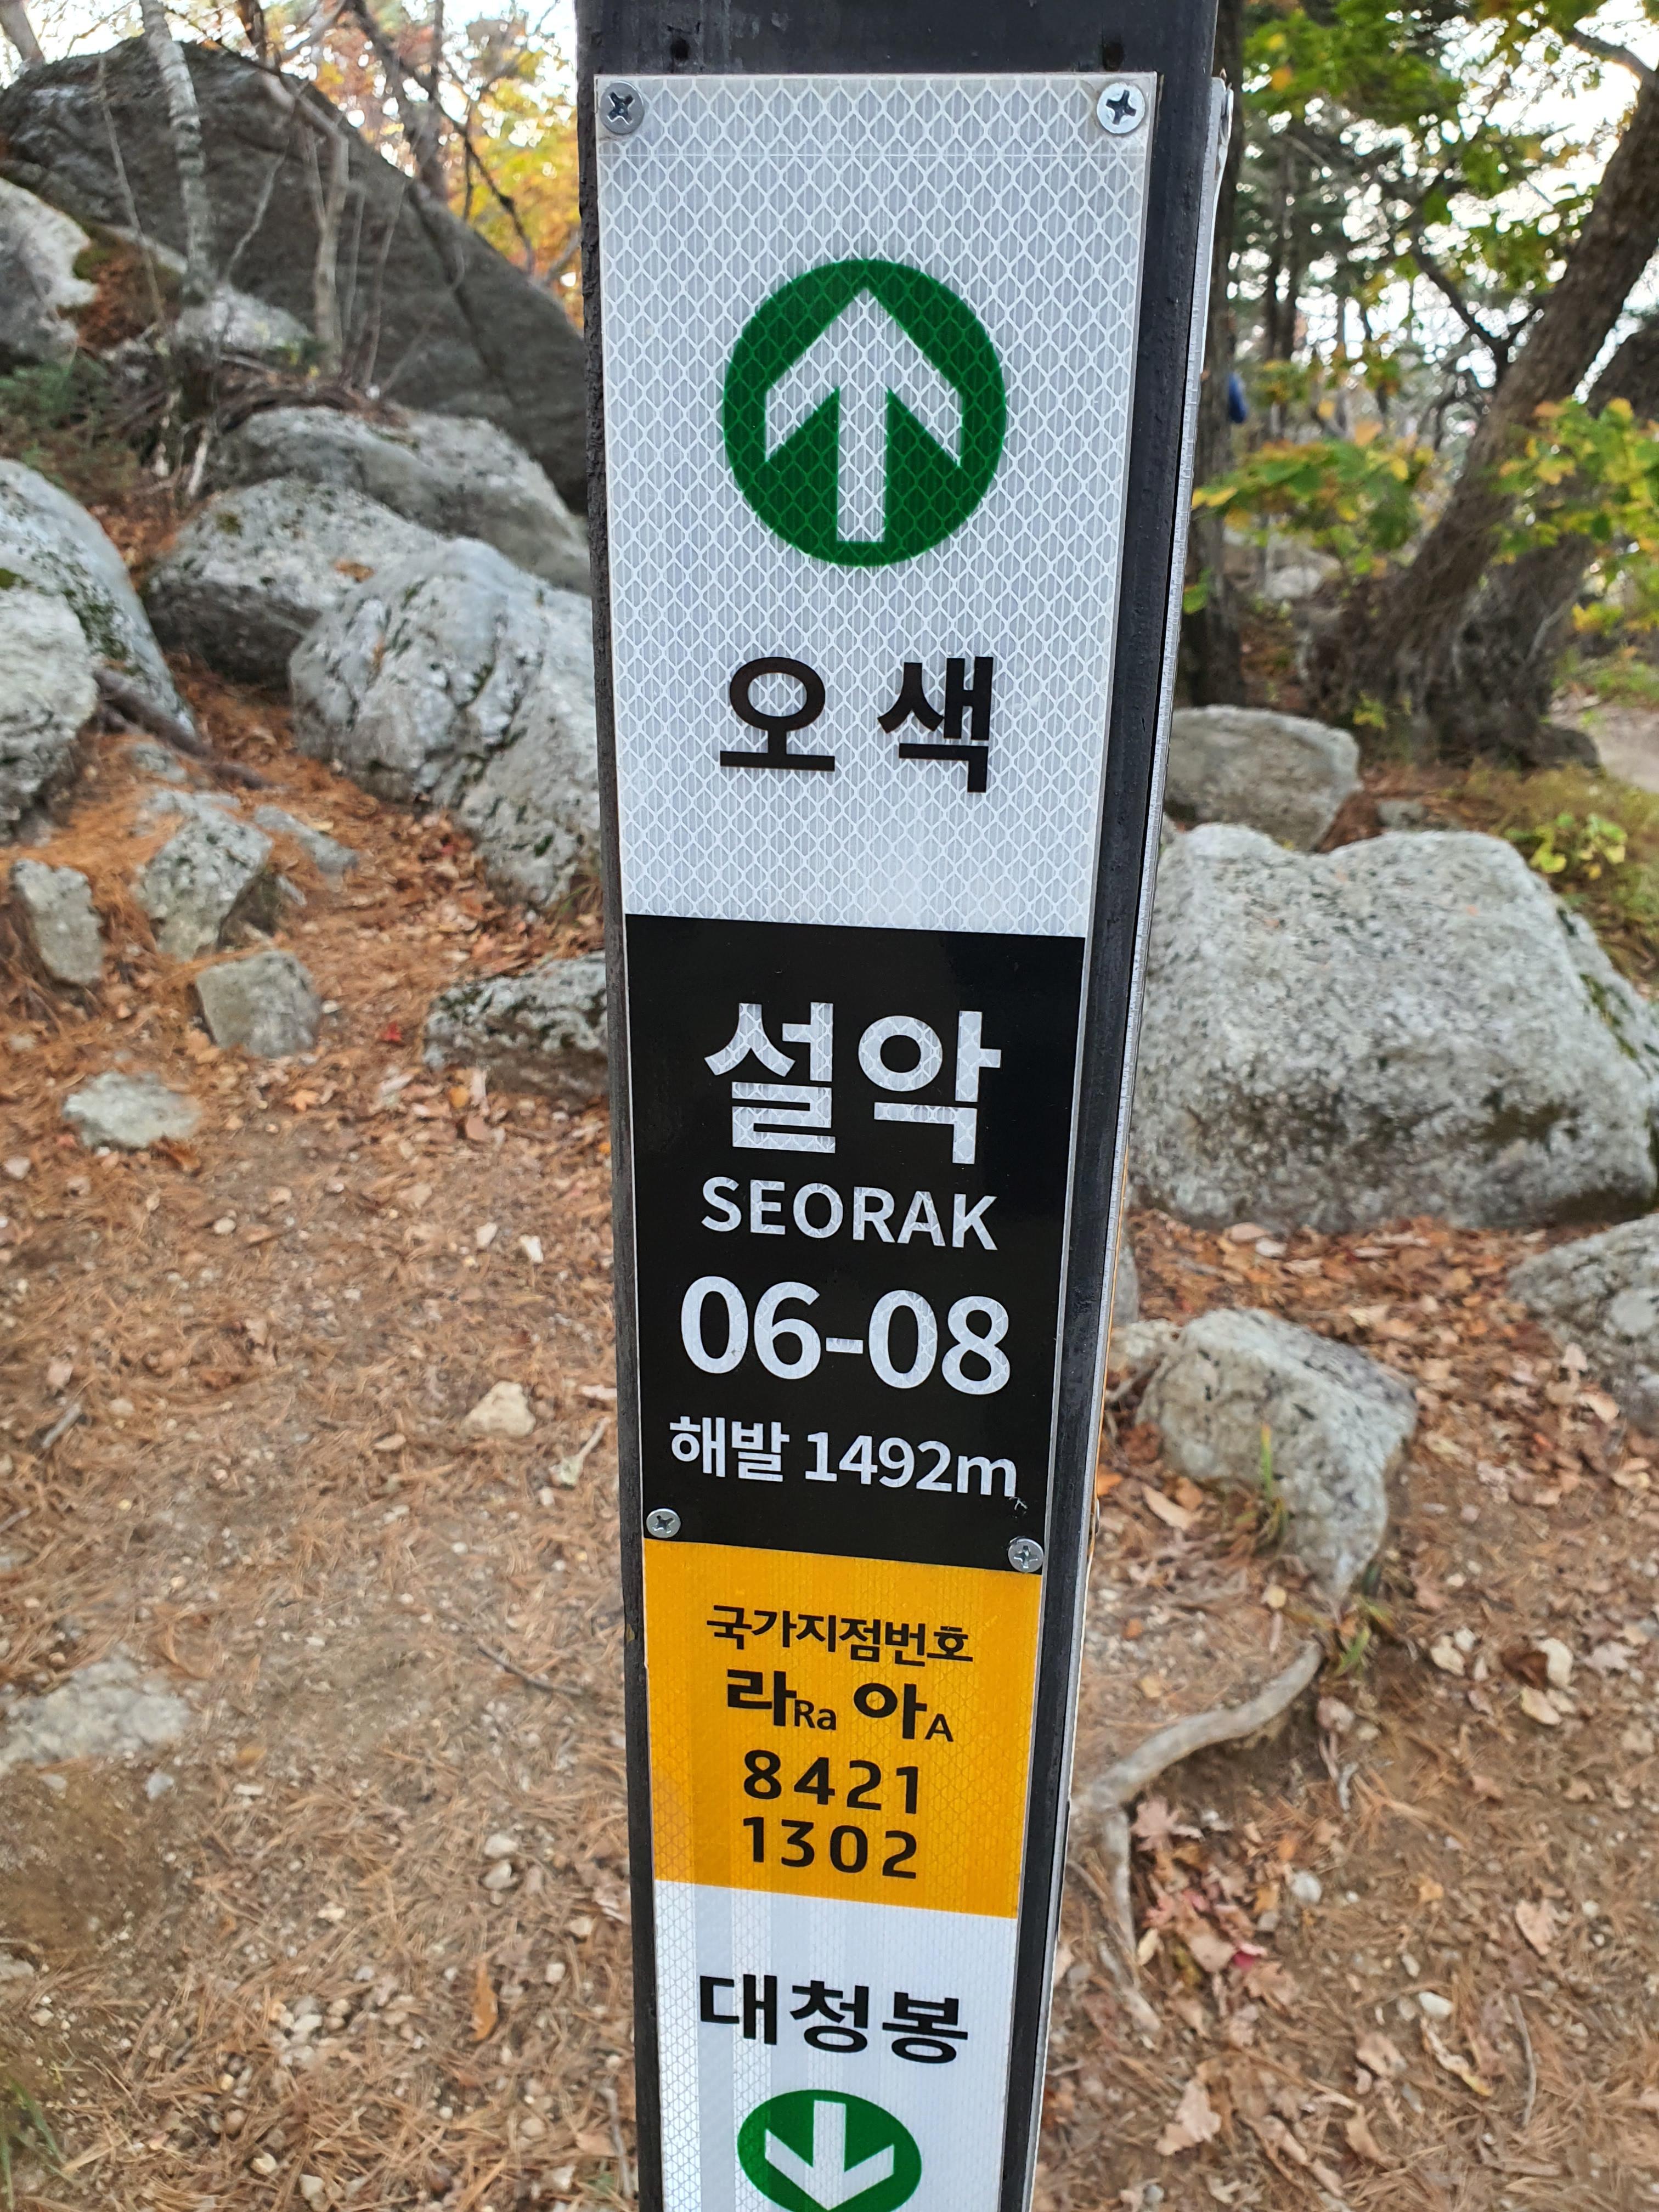 오색
설악
SEORAK
06-08
해발 1492m
국가지점번호
라Ra 아A
8421
1302
대청봉